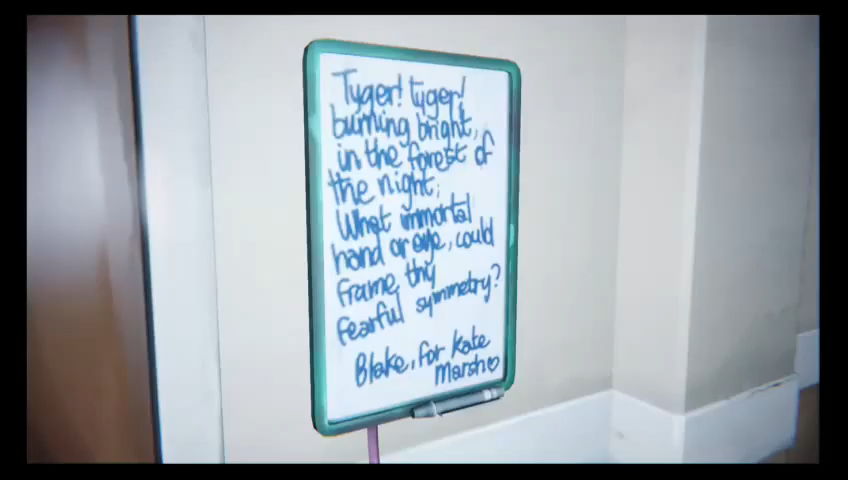 Tyger! tyger!
burning bright,
in the forest of
the night;
What immortal
hand or eye, could
frame thy
fearful symmetry?
Blake, for Kate
Marsh